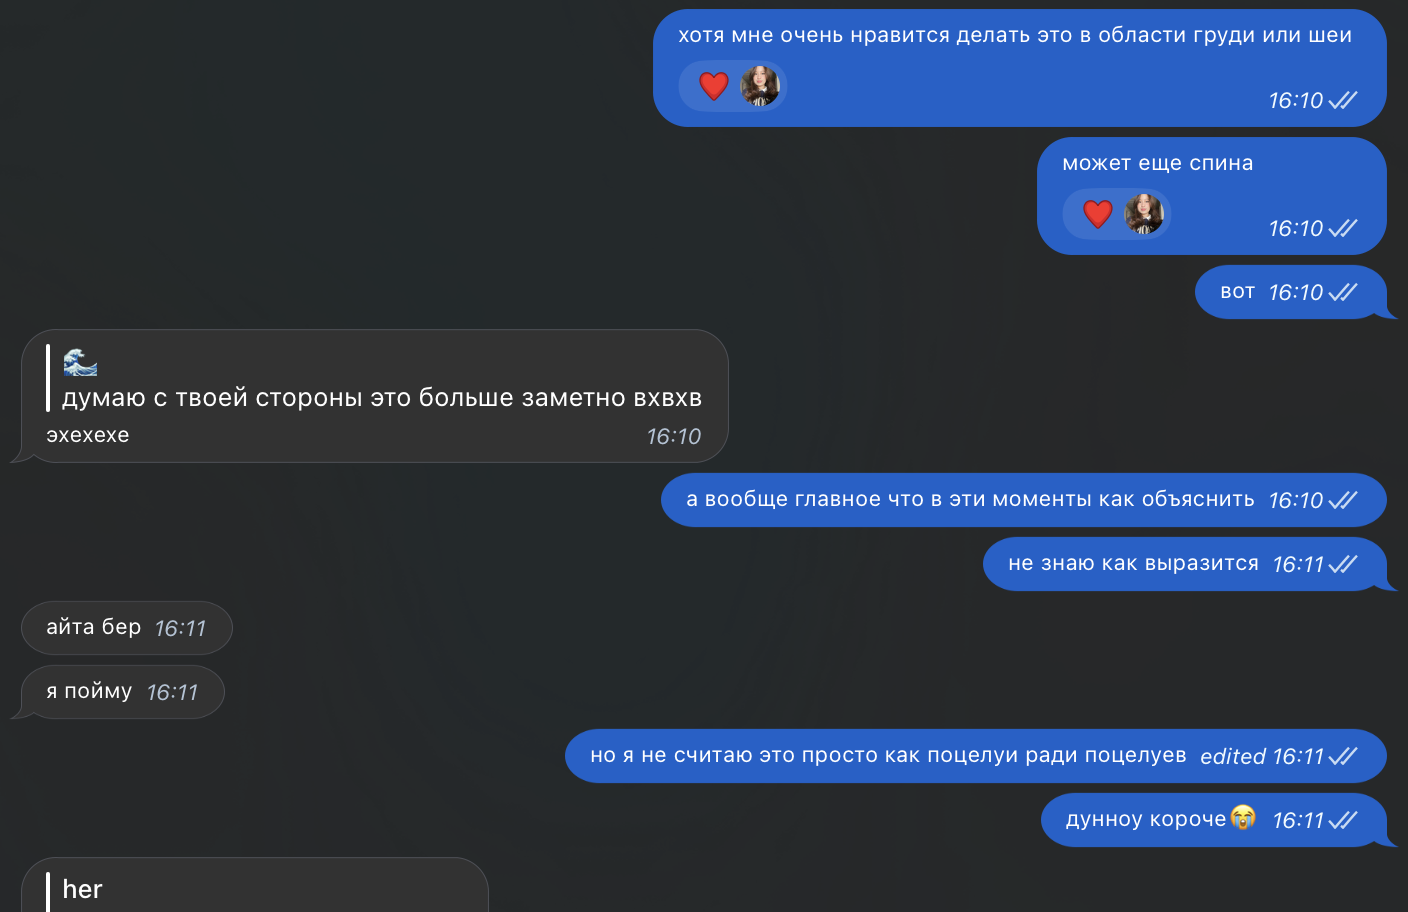 хотя мне очень нравится делать это в области груди или шеи
16:10
может еще спина
16:10
вот 16:10
🌊
думаю с твоей стороны это больше заметно вхвхв
эхехехе 16:10
а вообще главное что в эти моменты как объяснить 16:10
не знаю как выразится 16:11
айта бер 16:11
я пойму 16:11
но я не считаю это просто как поцелуи ради поцелуев edited 16:11
дунноу короче😭 16:11
her